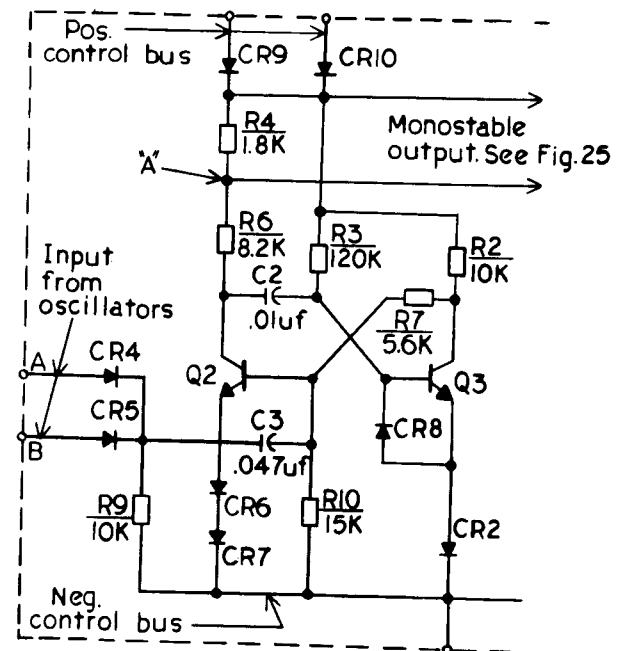 Pos.
control bus
CR9
CR10
R4
1.8K
Monostable
output. See Fig. 25
"A"
R6
8.2K
R3
120K
R2
10K
Input
from
oscillators
C2
.01uf
R7
5.6K
A
CR4
Q2
Q3
CR5
B
C3
.047uf
CR8
R9
10K
CR6
R10
15K
CR7
CR2
Neg.
control bus